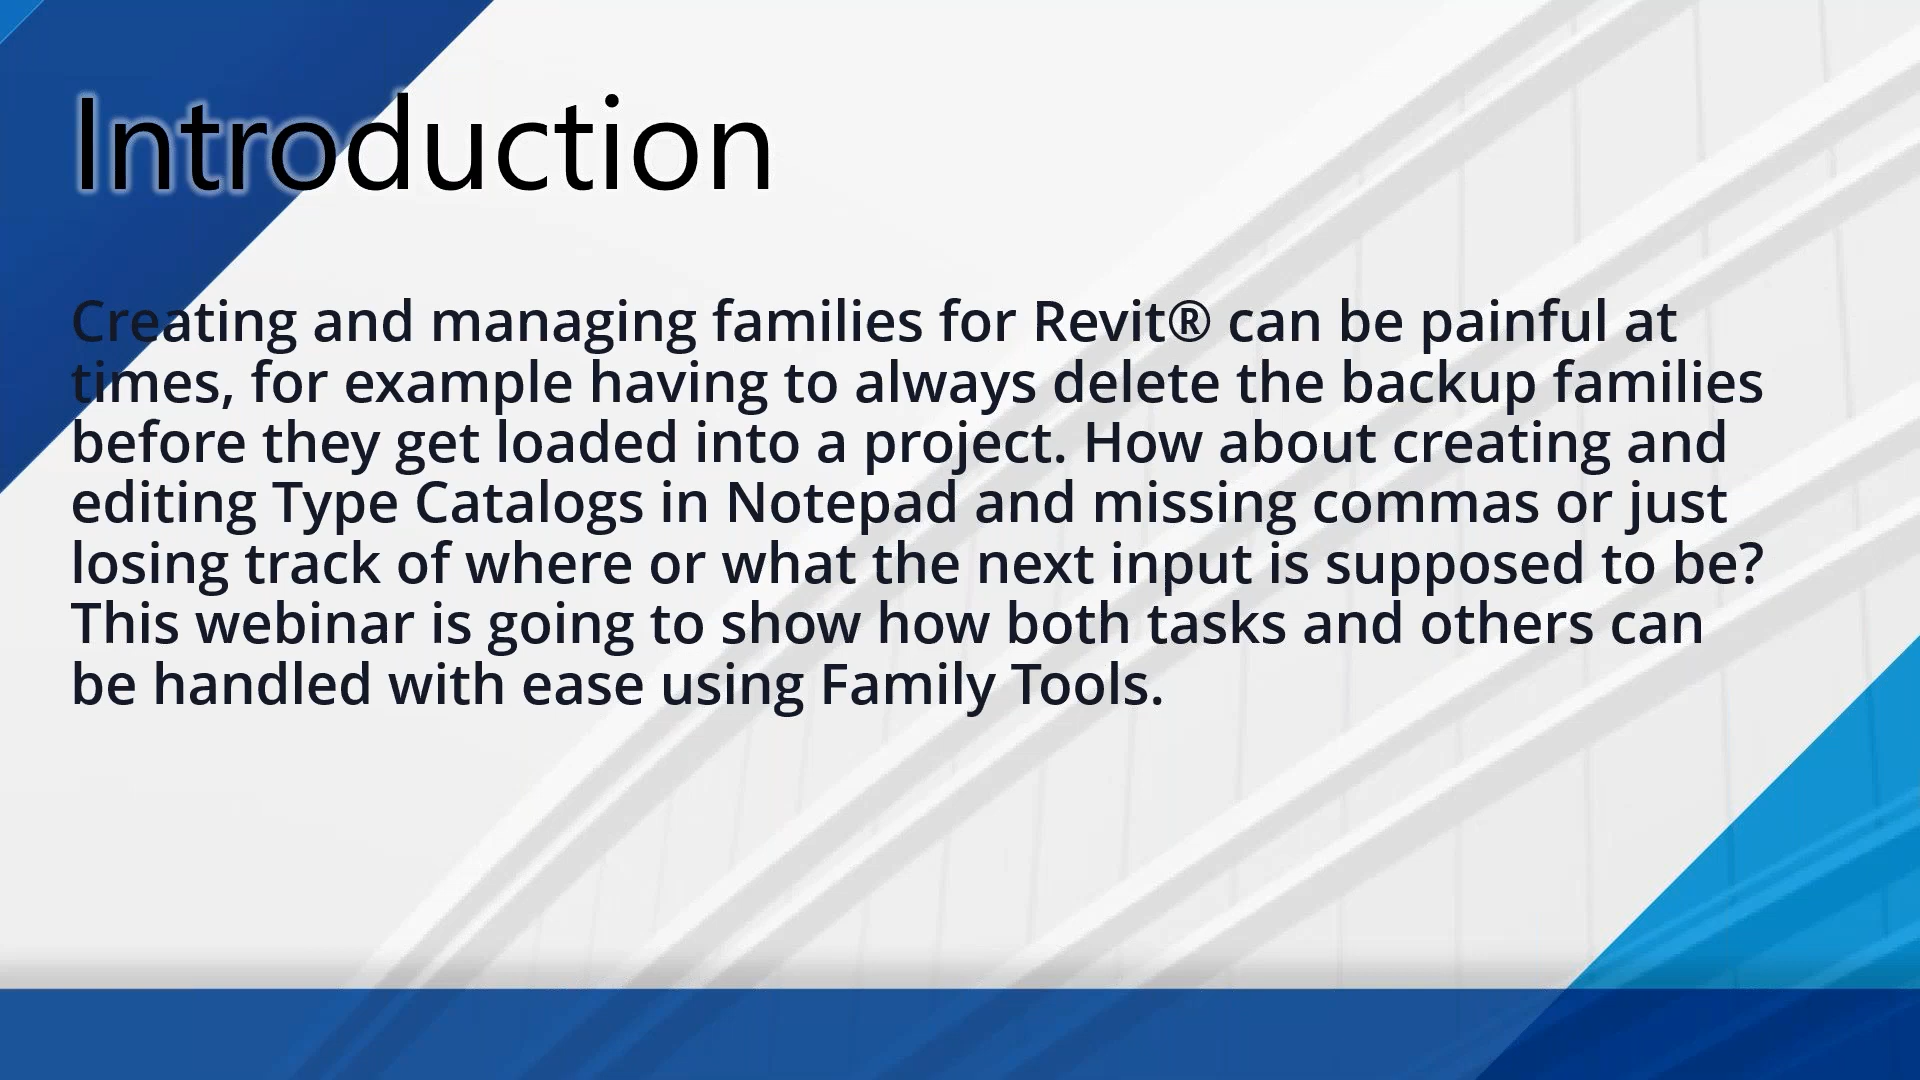 Introduction
Creating and managing families for Revit® can be painful at
times, for example having to always delete the backup families
before they get loaded into a project. How about creating and
editing Type Catalogs in Notepad and missing commas or just
losing track of where or what the next input is supposed to be?
This webinar is going to show how both tasks and others can
be handled with ease using Family Tools.